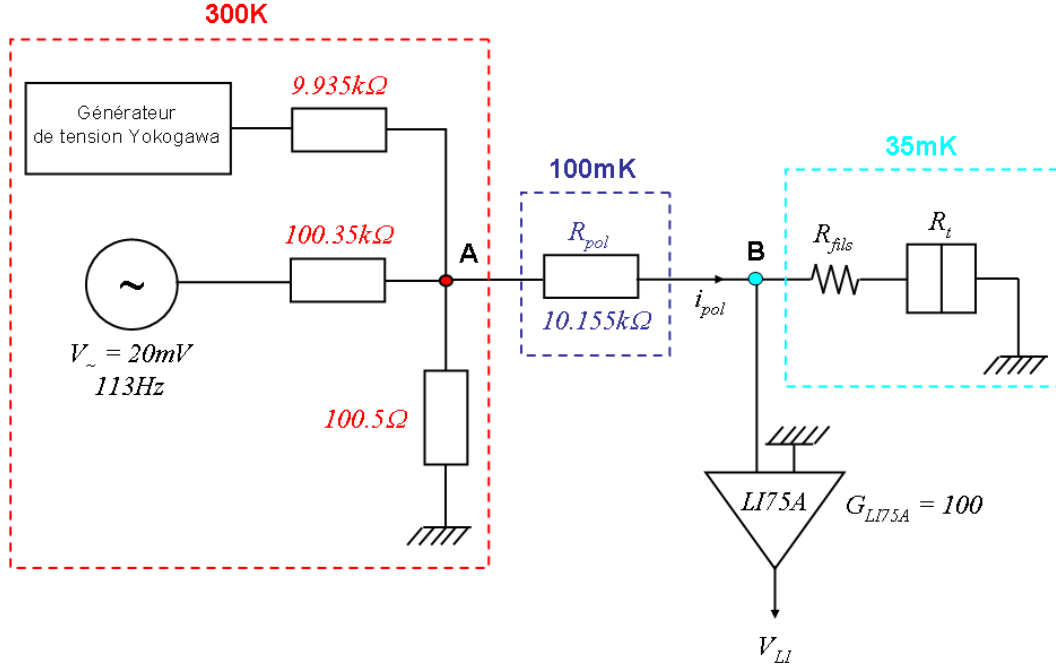 300K
9.935kΩ
Générateur
de tension Yokogawa
100mK
35mK
100.35kΩ
A
R_pol
B
R_fils
R_t
~
i_pol
10.155kΩ
V_~ = 20mV
113Hz
100.5Ω
LI75A
G_LI75A = 100
V_LI